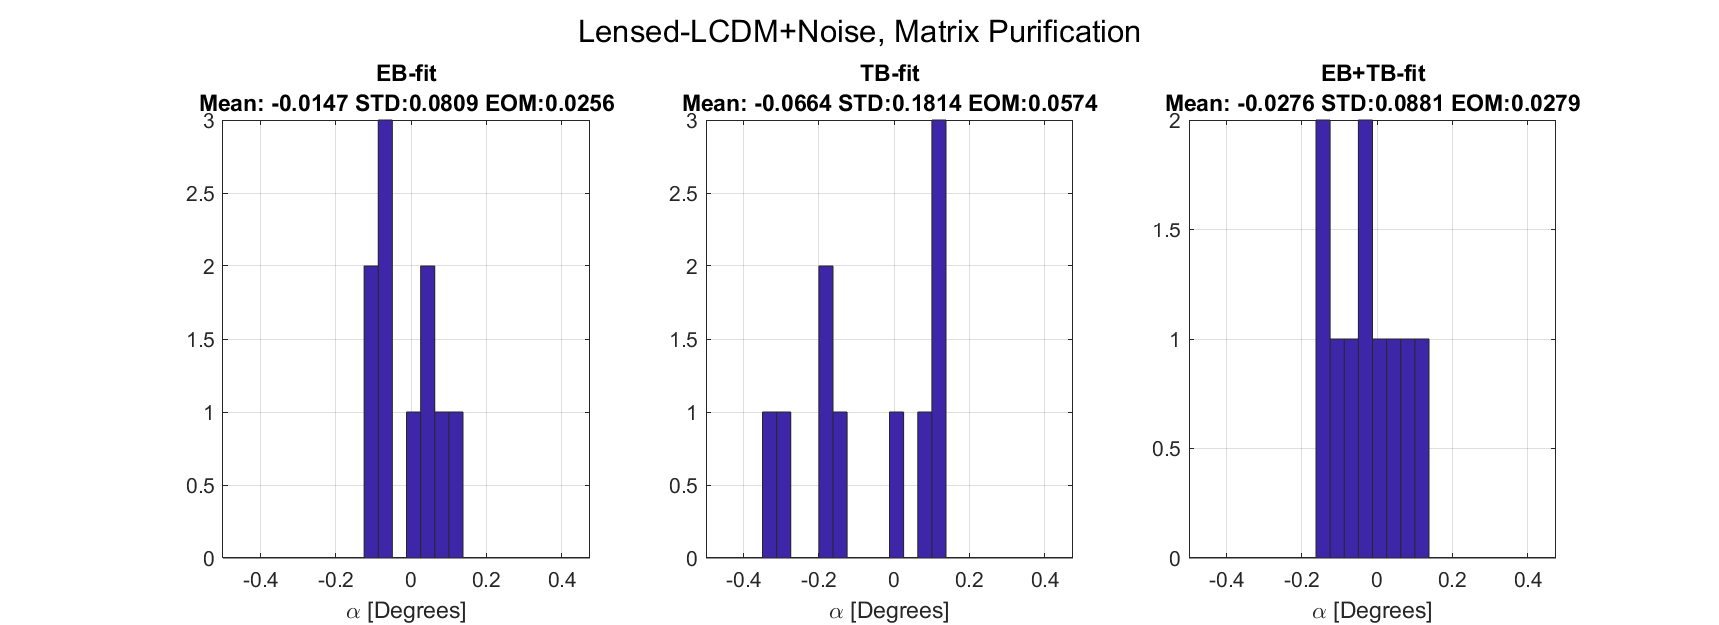 Lensed-LCDM+Noise, Matrix Purification
EB-fit
Mean: -0.0147 STD:0.0809 EOM:0.0256
3
2.5
2
1.5
1
0.5
0
-0.4 -0.2 0 0.2 0.4
α [Degrees]
TB-fit
Mean: -0.0664 STD:0.1814 EOM:0.0574
3
2.5
2
1.5
1
0.5
0
-0.4 -0.2 0 0.2 0.4
α [Degrees]
EB+TB-fit
Mean: -0.0276 STD:0.0881 EOM:0.0279
2
1.5
1
0.5
0
-0.4 -0.2 0 0.2 0.4
α [Degrees]